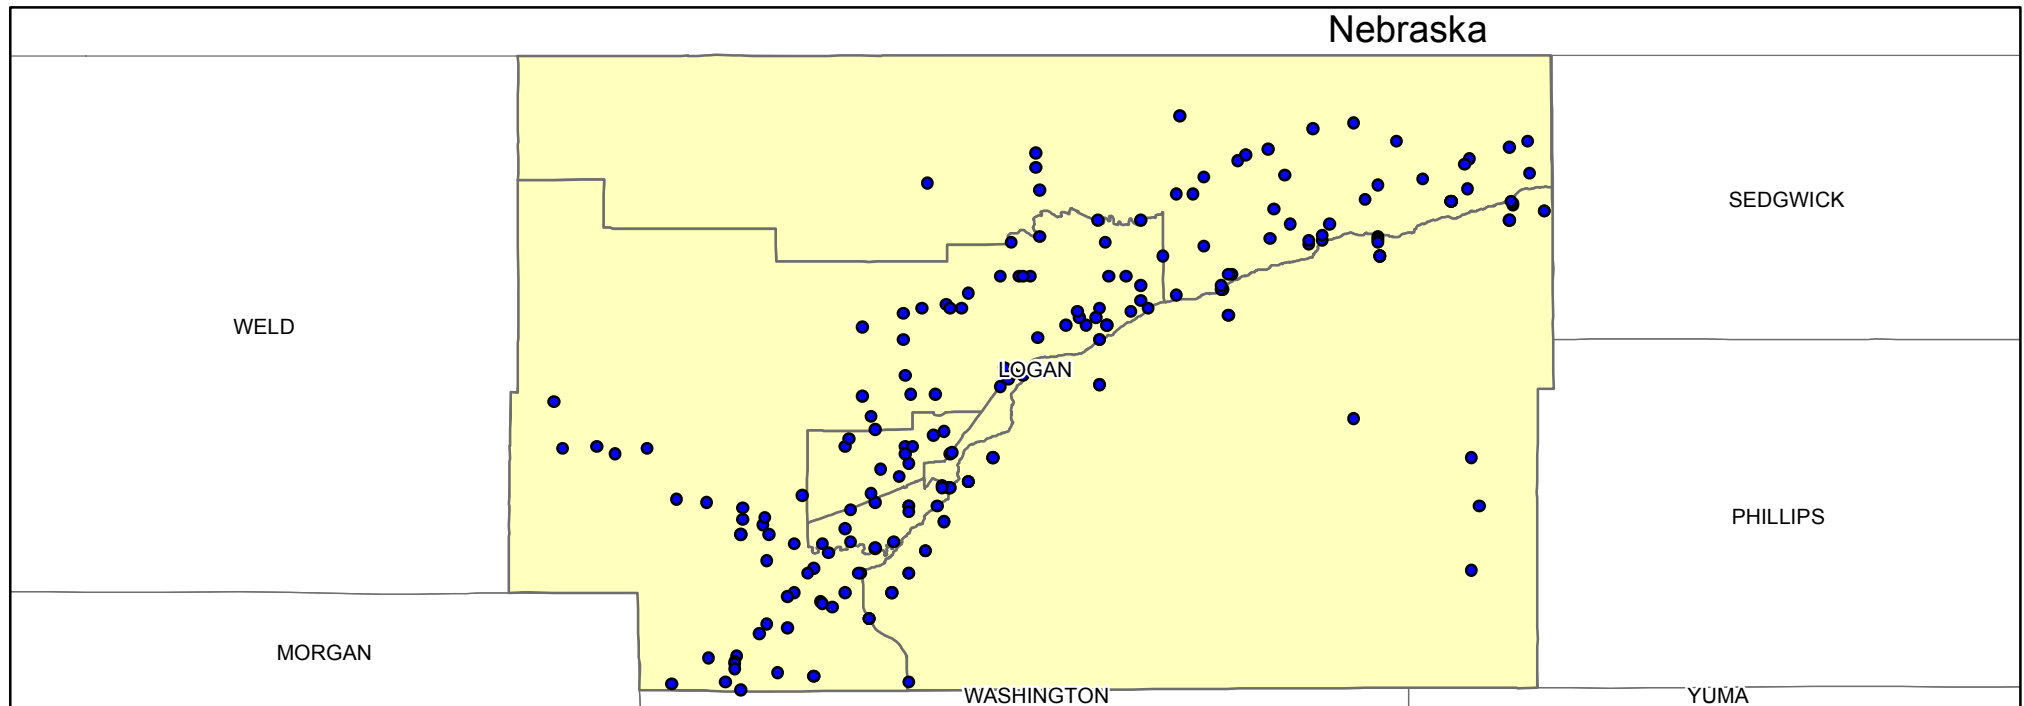 Nebraska
SEDGWICK
WELD
LOGAN
PHILLIPS
MORGAN
WASHINGTON
YUMA